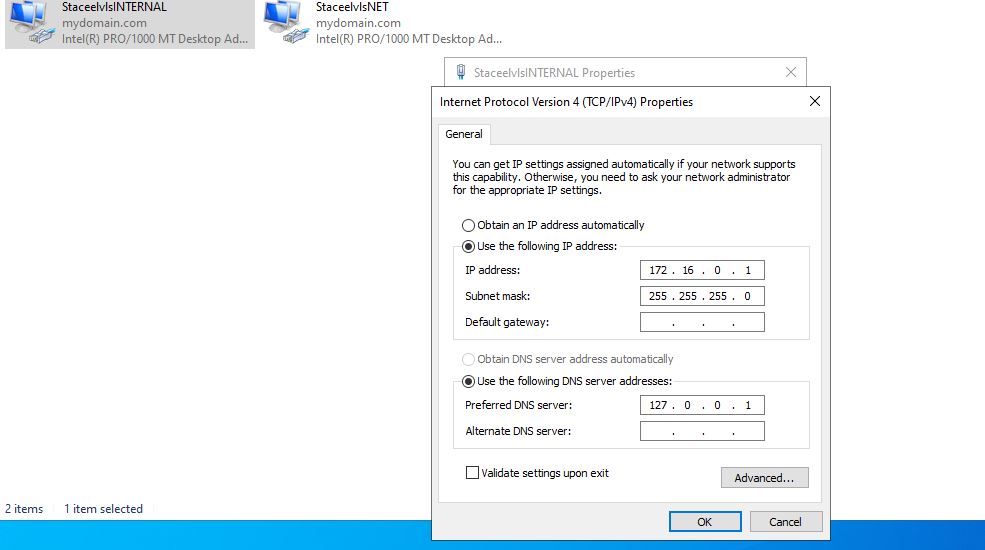 StaceelvlsINTERNAL
mydomain.com
Intel(R) PRO/1000 MT Desktop Ad...
StaceelvlsNET
mydomain.com
Intel(R) PRO/1000 MT Desktop Ad...
StaceelvlsINTERNAL Properties
Internet Protocol Version 4 (TCP/IPv4) Properties
General
You can get IP settings assigned automatically if your network supports
this capability. Otherwise, you need to ask your network administrator
for the appropriate IP settings.
Obtain an IP address automatically
Use the following IP address:
IP address: 172 . 16 . 0 . 1
Subnet mask: 255 . 255 . 255 . 0
Default gateway: . . .
Obtain DNS server address automatically
Use the following DNS server addresses:
Preferred DNS server: 127 . 0 . 0 . 1
Alternate DNS server: . . .
Validate settings upon exit
Advanced...
2 items 1 item selected
OK Cancel